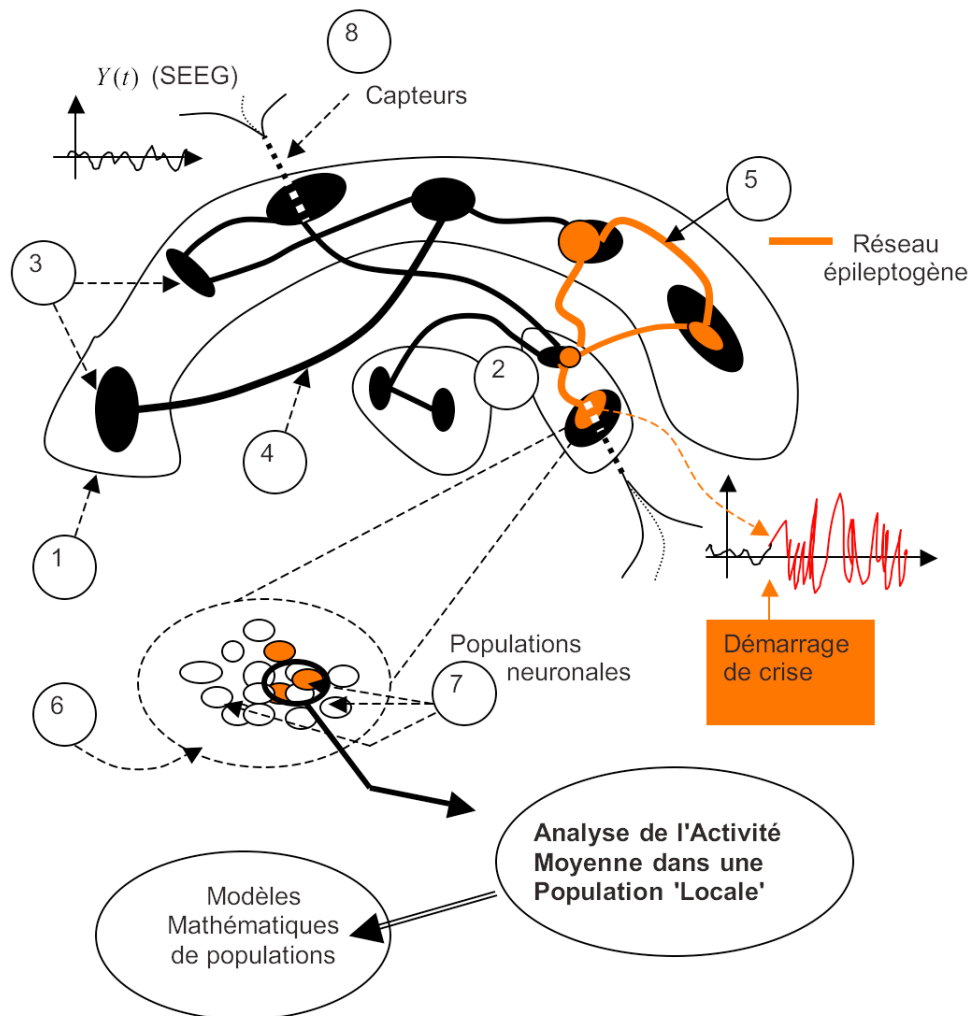 8
Y(t) (SEEG)
Capteurs
5
3
Réseau
épileptogène
2
4
1
Populations
neuronales
Démarrage
de crise
7
6
Analyse de l'Activité
Moyenne dans une
Population 'Locale'
Modèles
Mathématiques
de populations